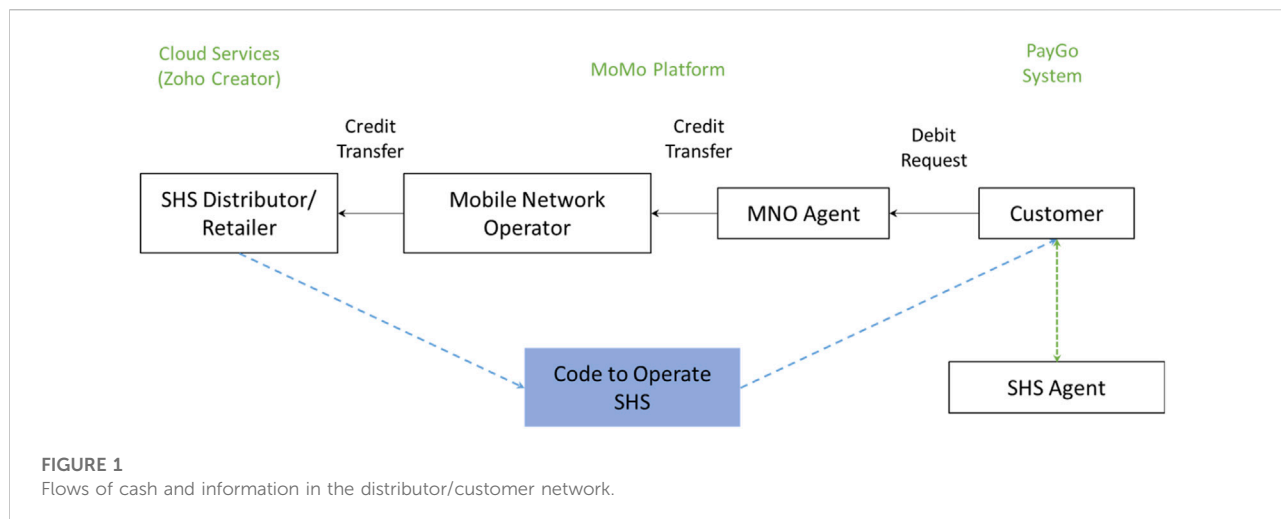 Cloud Services
(Zoho Creator)
MoMo Platform
PayGo
System
Credit
Transfer
Credit
Transfer
Debit
Request
SHS Distributor/
Retailer
Mobile Network
Operator
MNO Agent
Customer
Code to Operate
SHS
SHS Agent
FIGURE 1
Flows of cash and information in the distributor/customer network.